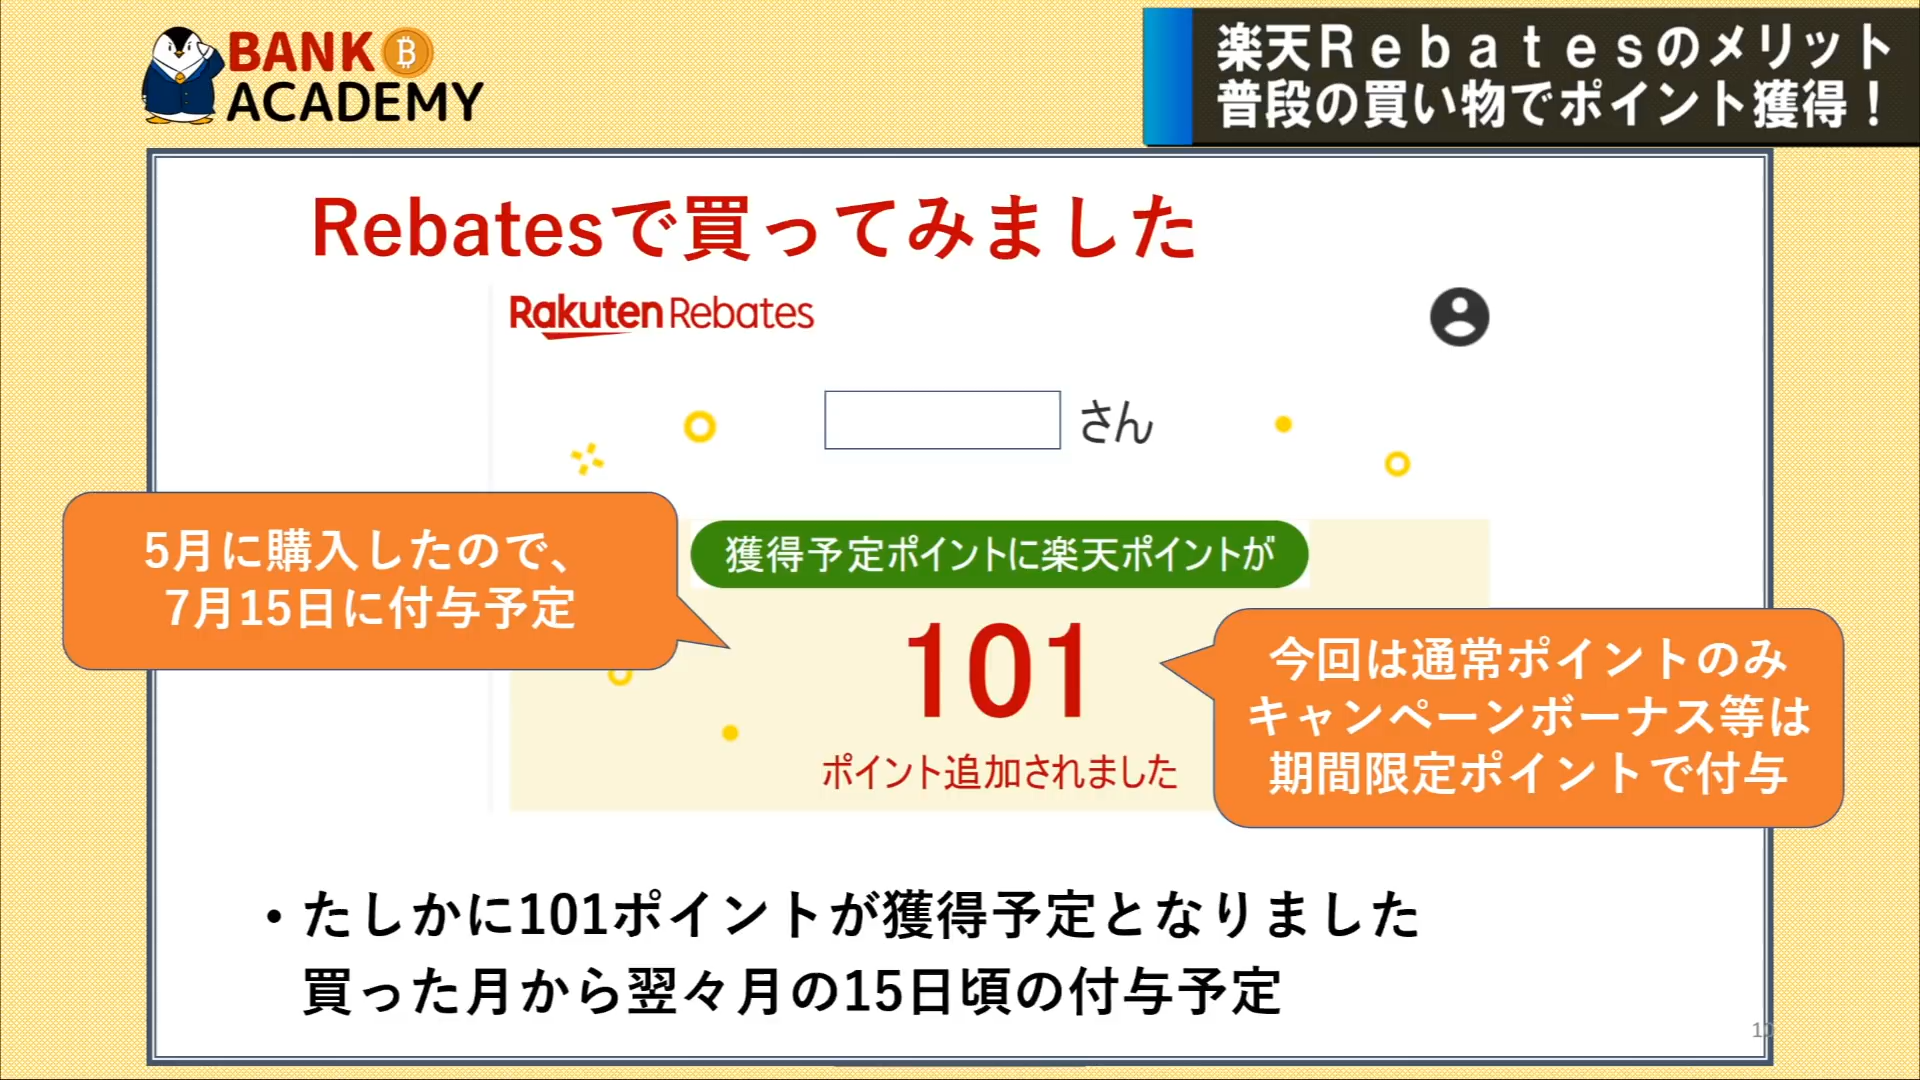 BANK
ACADEMY
楽天Ｒｅｂａｔｅｓのメリット
普段の買い物でポイント獲得！
Rebatesで買ってみました
Rakuten Rebates
さん
5月に購入したので、
7月15日に付与予定
獲得予定ポイントに楽天ポイントが
101
ポイント追加されました
今回は通常ポイントのみ
キャンペーンボーナス等は
期間限定ポイントで付与
・たしかに101ポイントが獲得予定となりました
買った月から翌々月の15日頃の付与予定